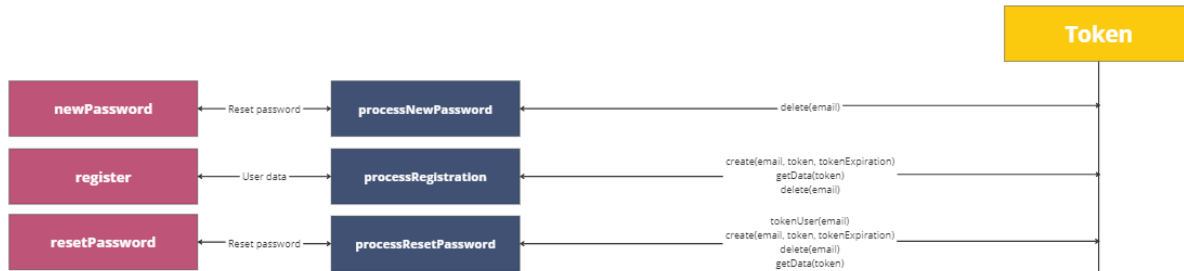 Token
newPassword
Reset password
processNewPassword
delete(email)
register
User data
processRegistration
create(email, token, tokenExpiration)
getData(token)
delete(email)
resetPassword
Reset password
processResetPassword
tokenUser(email)
create(email, token, tokenExpiration)
delete(email)
getData(token)